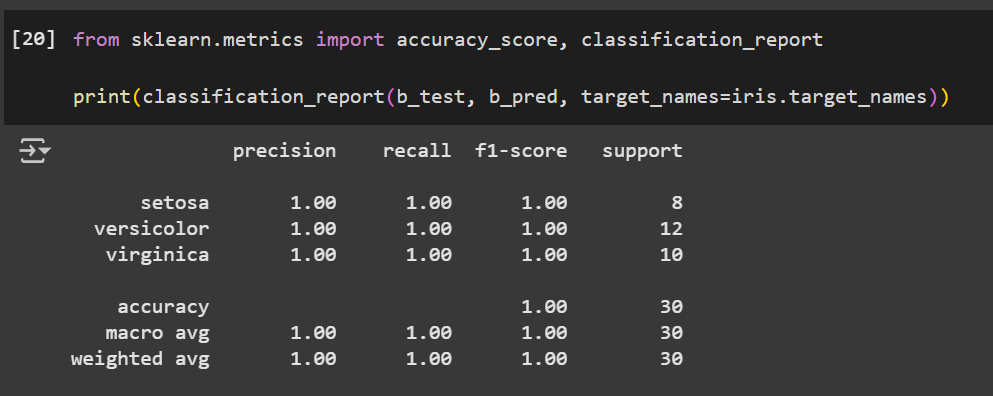 [20] from sklearn.metrics import accuracy_score, classification_report
print(classification_report(b_test, b_pred, target_names=iris.target_names))
precision recall f1-score support
setosa 1.00 1.00 1.00 8
versicolor 1.00 1.00 1.00 12
virginica 1.00 1.00 1.00 10
accuracy 1.00 30
macro avg 1.00 1.00 1.00 30
weighted avg 1.00 1.00 1.00 30